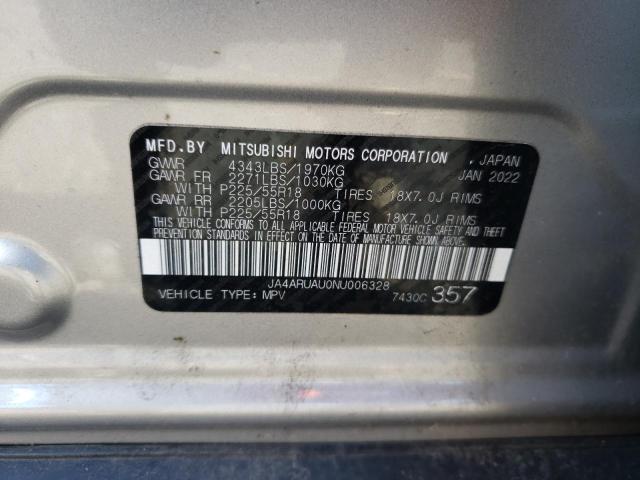 MFD.BY MITSUBISHI MOTORS CORPORATION , JAPAN
GVWR 4343LBS/1970KG JAN 2022
GAWR FR 2271LBS/1030KG
WITH P225/55R18 TIRES 18X7.0J RIMS
GAWR RR 2205LBS/1000KG
WITH P225/55R18 TIRES 18X7.0J RIMS
THIS VEHICLE CONFORMS TO ALL APPLICABLE FEDERAL MOTOR VEHICLE SAFETY AND THEFT
PREVENTION STANDARDS IN EFFECT ON THE DATE OF MANUFACTURE SHOWN ABOVE.
JA4ARUAU0NU006328
VEHICLE TYPE: MPV 7430C 357